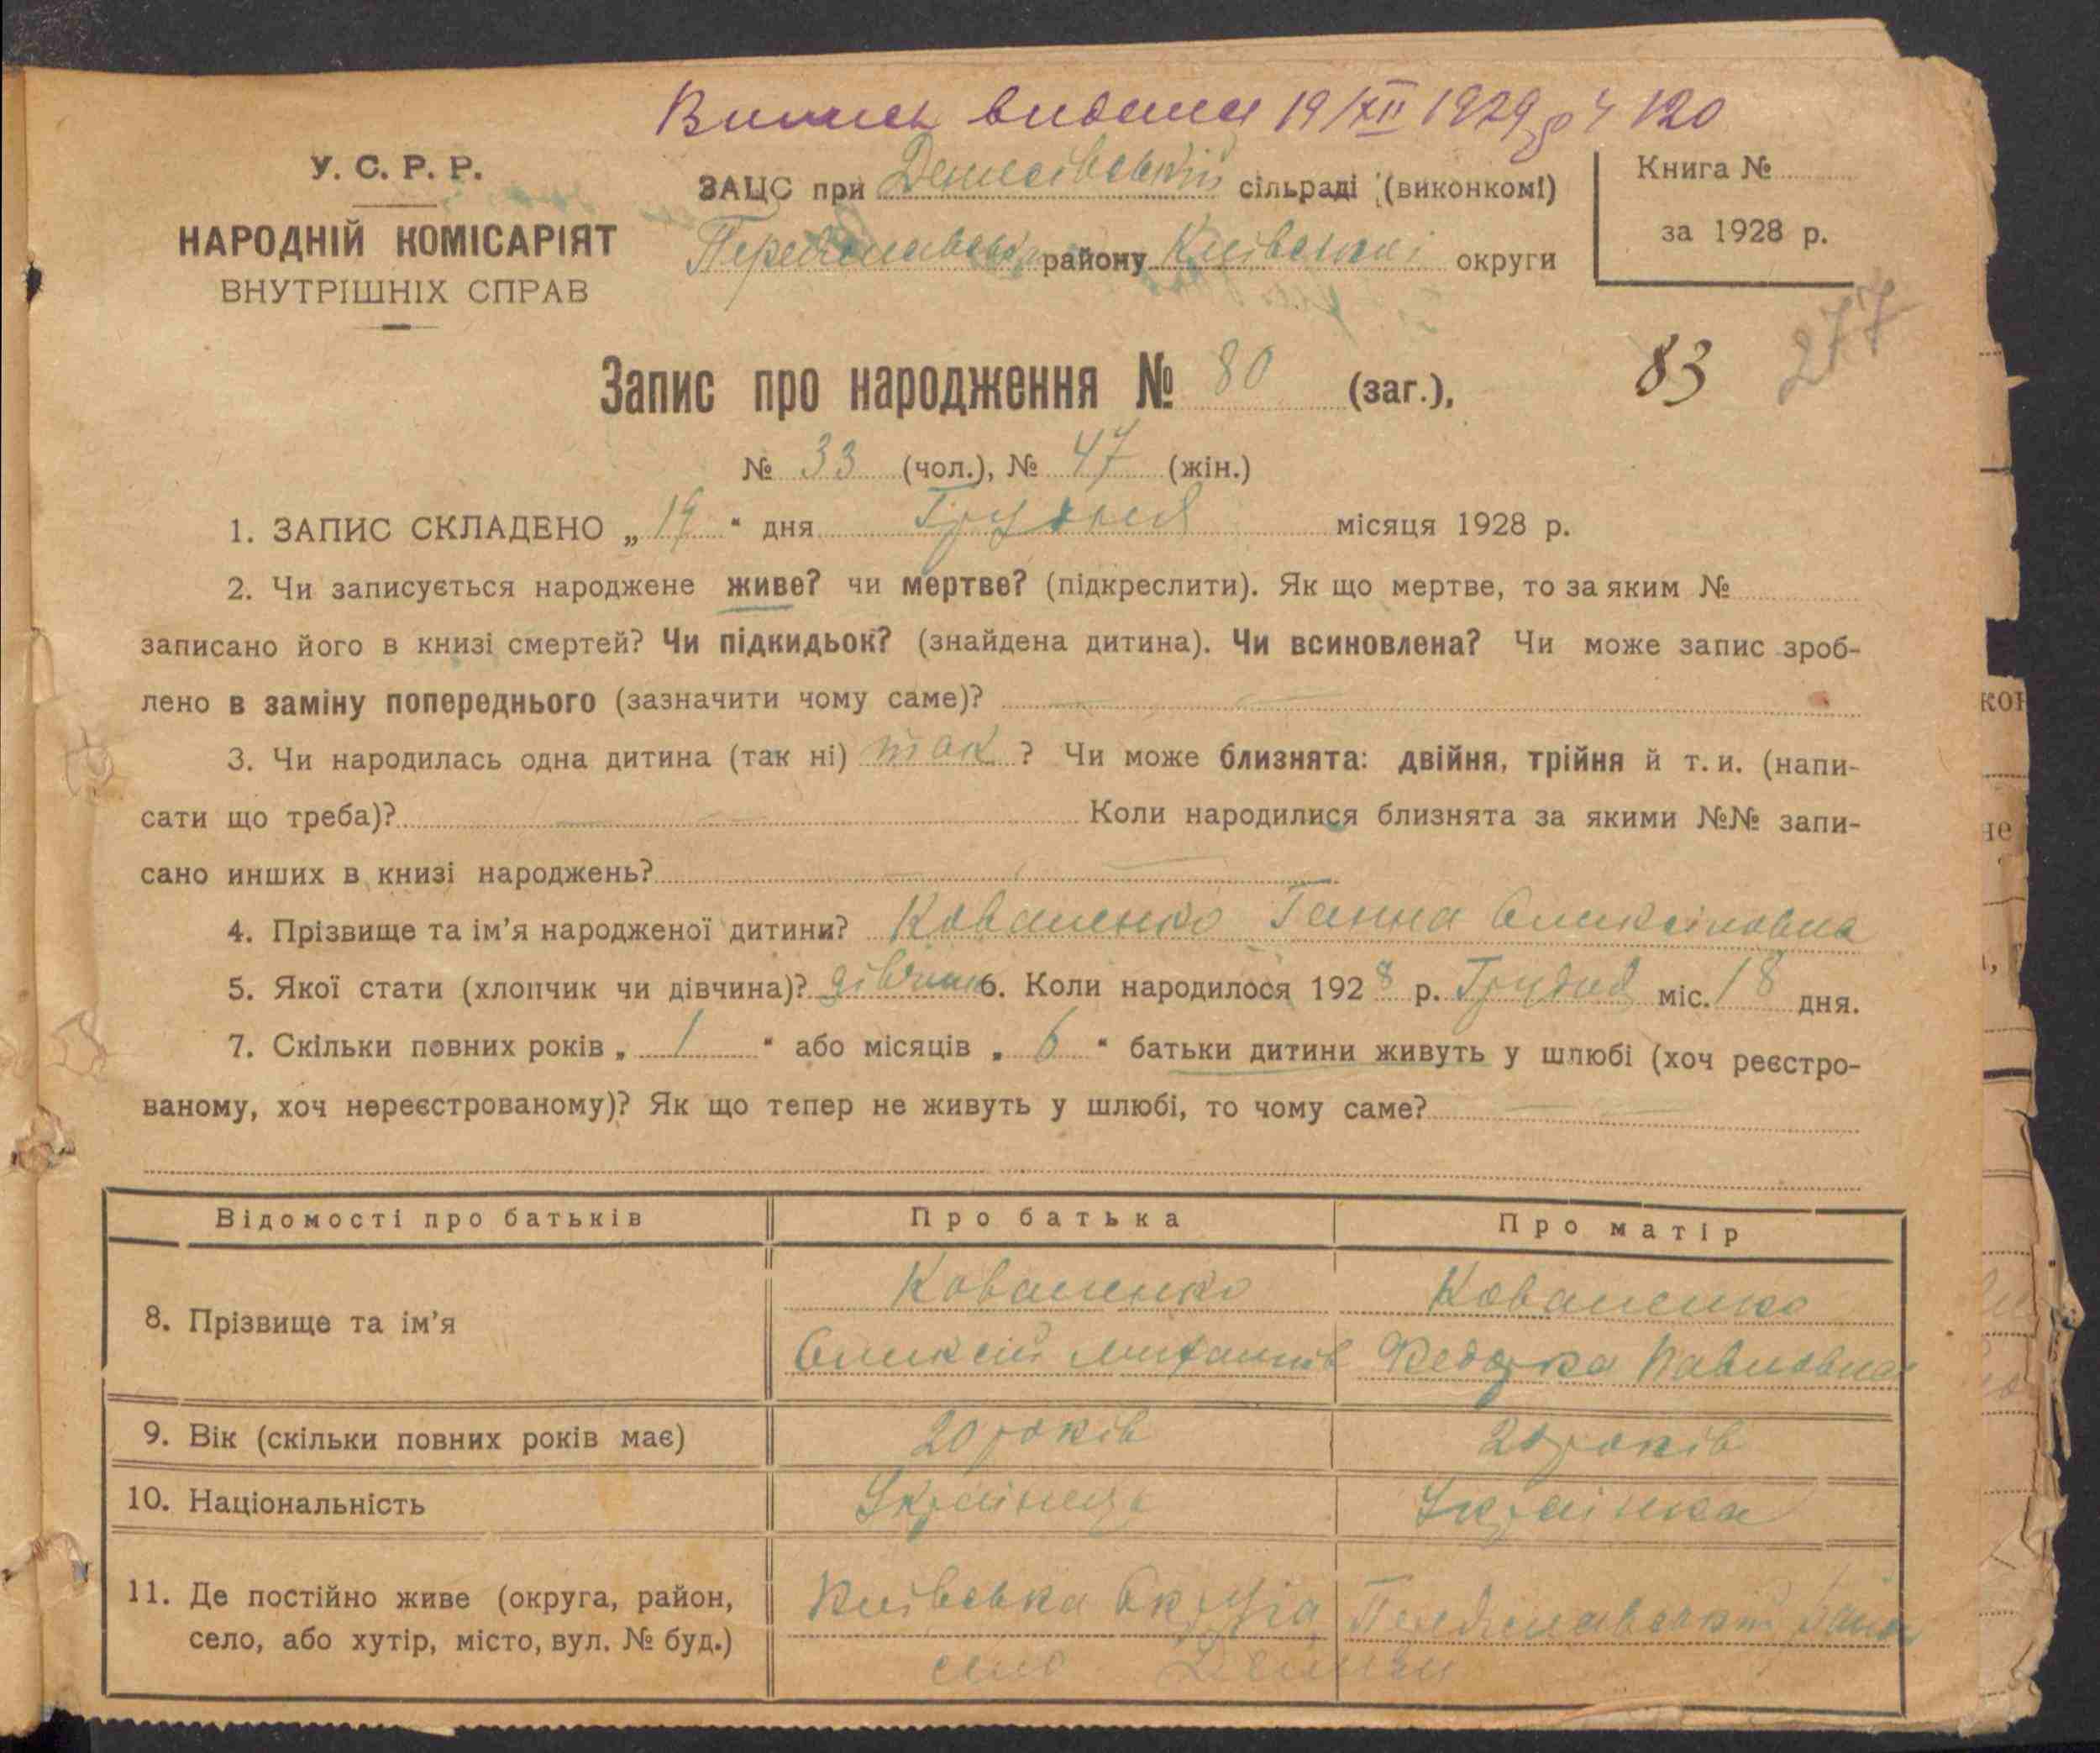 видана 19/XII 1929 р ч 120
У. С. Р. Р.
НАРОДНІЙ КОМІСАРІЯТ
ВНУТРІШНІХ СПРАВ
ЗАЦС при сільраді (виконкомі)
району Київської округи
Книга №
за 1928 р.
83 277
Запис про народження № 80 (заг.),
№ 33 (чол.), № 47 (жін.)
1. ЗАПИС СКЛАДЕНО „ 19 “ дня Грудня місяця 1928 р.
2. Чи записується народжене живе? чи мертве? (підкреслити). Як що мертве, то за яким №
записано його в книзі смертей? Чи підкидьок? (знайдена дитина). Чи всиновлена? Чи може запис зроб-
лено в заміну попереднього (зазначити чому саме)?
3. Чи народилась одна дитина (так ні) так ? Чи може близнята: двійня, трійня й т. и. (напи-
сати що треба)? Коли народилися близнята за якими №№ запи-
сано инших в книзі народжень?
4. Прізвище та ім’я народженої дитини? Коваленко Ганна Олексіповна
5. Якої стати (хлопчик чи дівчина)? дівчина 6. Коли народилося 1928 р. Грудня міс. 18 дня.
7. Скільки повних років „ 1 “ або місяців „ 6 “ батьки дитини живуть у шлюбі (хоч реєстро-
ваному, хоч нереєстрованому)? Як що тепер не живуть у шлюбі, то чому саме?
Відомості про батьків Про батька Про матір
8. Прізвище та ім’я
Коваленко Коваленко
Олексій Михайлов Федорка Павловна
9. Вік (скільки повних років має) 20 років 20 років
10. Національність Українець Українка
11. Де постійно живе (округа, район,
село, або хутір, місто, вул. № буд.)
Київська Округа Переяславський район
село